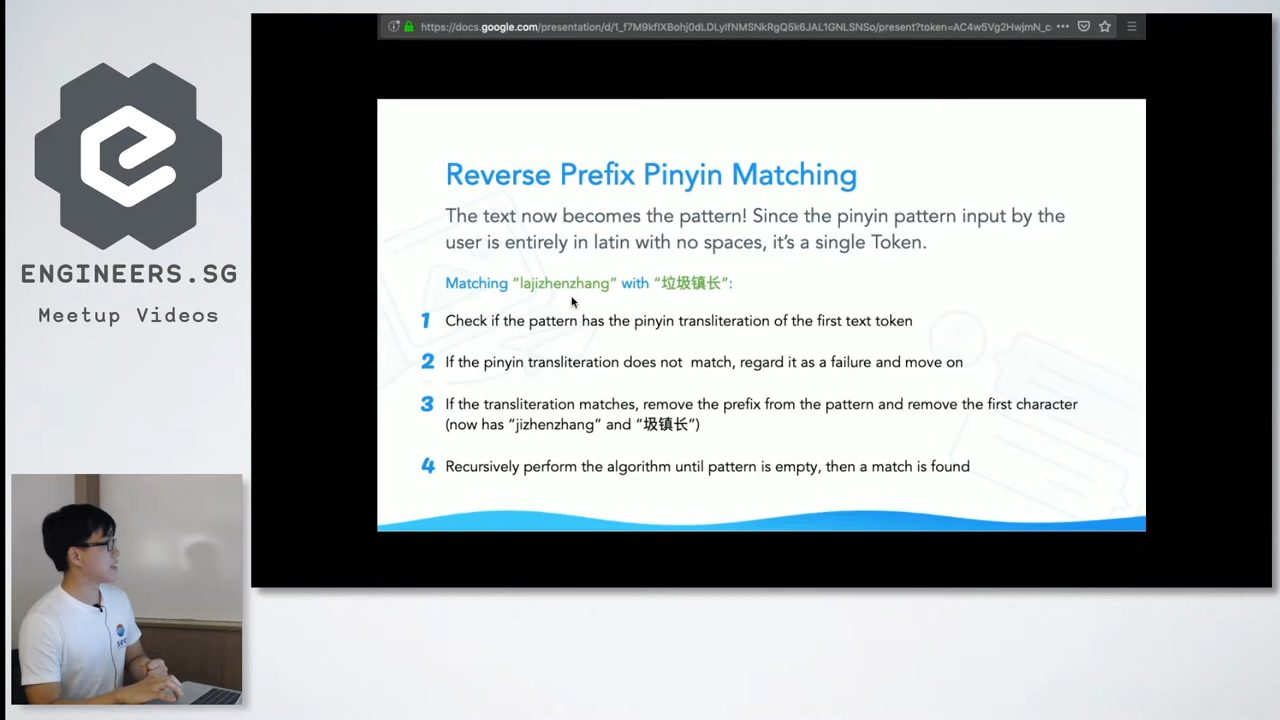 https://docs.google.com/presentation/d/1_f7M9kflXBohj0dLDLylfNMSNkRgQ5k6JAL1GNLSNSo/present?token=AC4w5Vg2HwjmN_c
ENGINEERS.SG
Meetup Videos
Reverse Prefix Pinyin Matching
The text now becomes the pattern! Since the pinyin pattern input by the
user is entirely in latin with no spaces, it’s a single Token.
Matching “lajizhenzhang” with “垃圾镇长”:
1 Check if the pattern has the pinyin transliteration of the first text token
2 If the pinyin transliteration does not match, regard it as a failure and move on
3 If the transliteration matches, remove the prefix from the pattern and remove the first character
(now has “jizhenzhang” and “圾镇长”)
4 Recursively perform the algorithm until pattern is empty, then a match is found